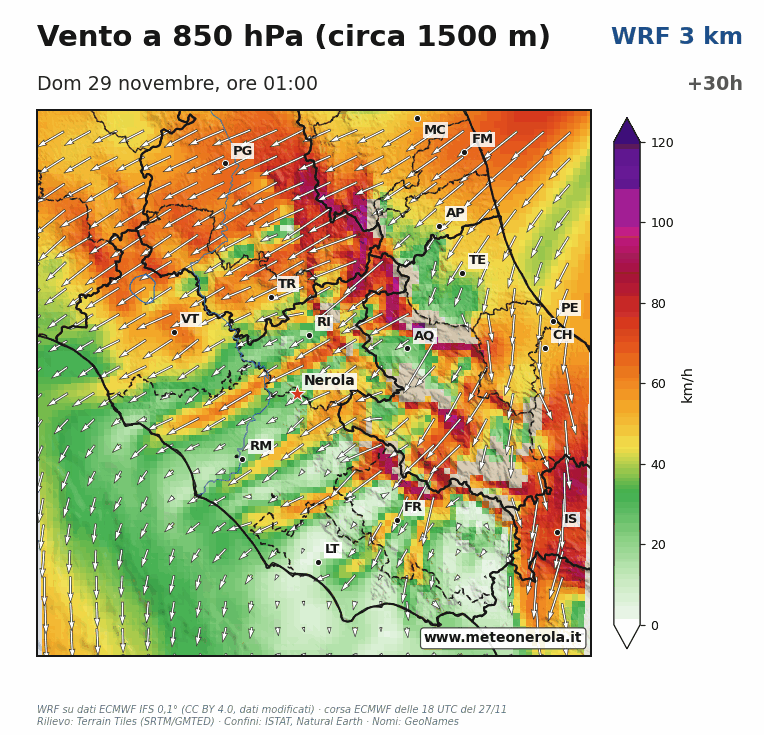 Vento a 850 hPa (circa 1500 m)
WRF 3 km
Dom 29 novembre, ore 01:00
+30h
MC
FM
PG
AP
TE
TR
PE
VT
RI
AQ
CH
Nerola
RM
FR
IS
LT
www.meteonerola.it
120
100
80
60
40
20
0
km/h
WRF su dati ECMWF IFS 0,1° (CC BY 4.0, dati modificati) · corsa ECMWF delle 18 UTC del 27/11
Rilievo: Terrain Tiles (SRTM/GMTED) · Confini: ISTAT, Natural Earth · Nomi: GeoNames